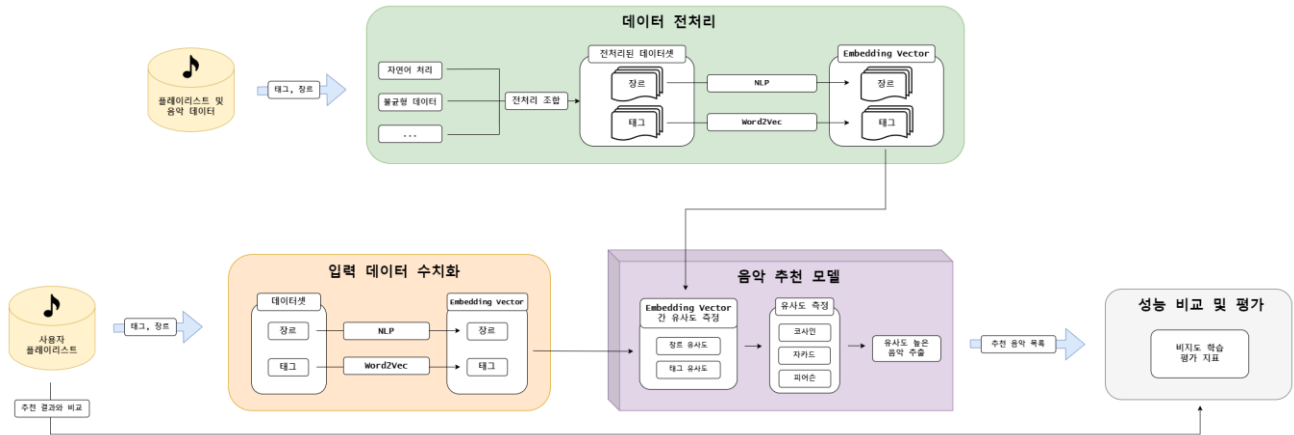 데이터 전처리
플레이리스트 및
음악 데이터
태그, 장르
자연어 처리
불균형 데이터
...
전처리 조합
전처리된 데이터셋
장르
태그
NLP
Word2Vec
Embedding Vector
장르
태그
입력 데이터 수치화
사용자
플레이리스트
태그, 장르
데이터셋
장르
태그
NLP
Word2Vec
Embedding Vector
장르
태그
음악 추천 모델
Embedding Vector
간 유사도 측정
장르 유사도
태그 유사도
유사도 측정
코사인
자카드
피어슨
유사도 높은
음악 추출
추천 음악 목록
성능 비교 및 평가
비지도 학습
평가 지표
추천 결과와 비교